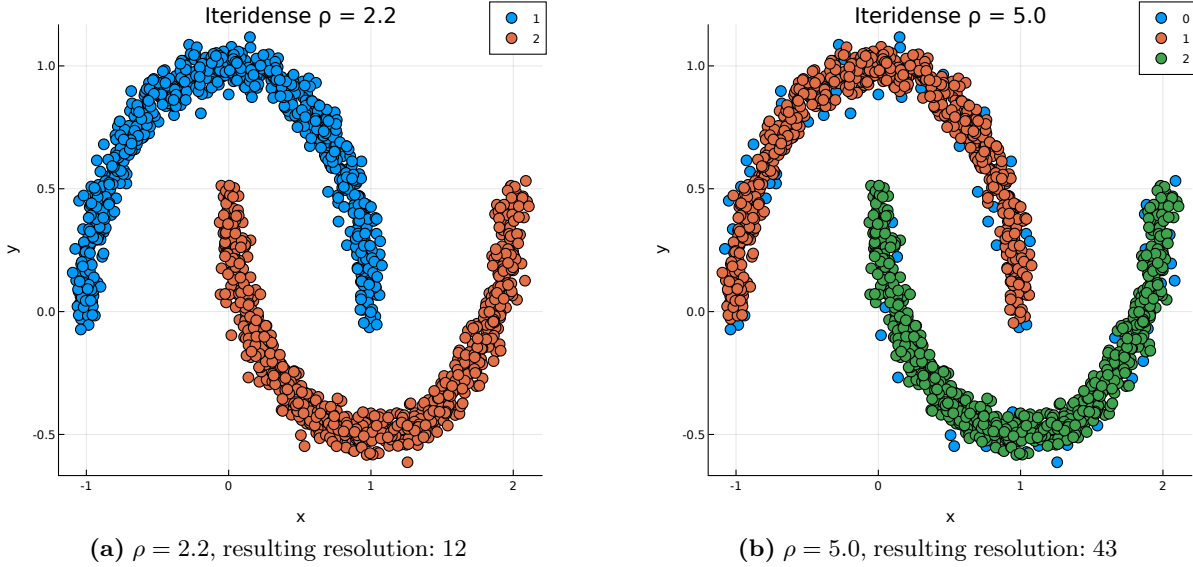 Iteridense ρ = 2.2
1
2
1.0
0.5
0.0
-0.5
y
-1
0
1
2
x
(a) ρ = 2.2, resulting resolution: 12
Iteridense ρ = 5.0
0
1
2
1.0
0.5
0.0
-0.5
y
-1
0
1
2
x
(b) ρ = 5.0, resulting resolution: 43